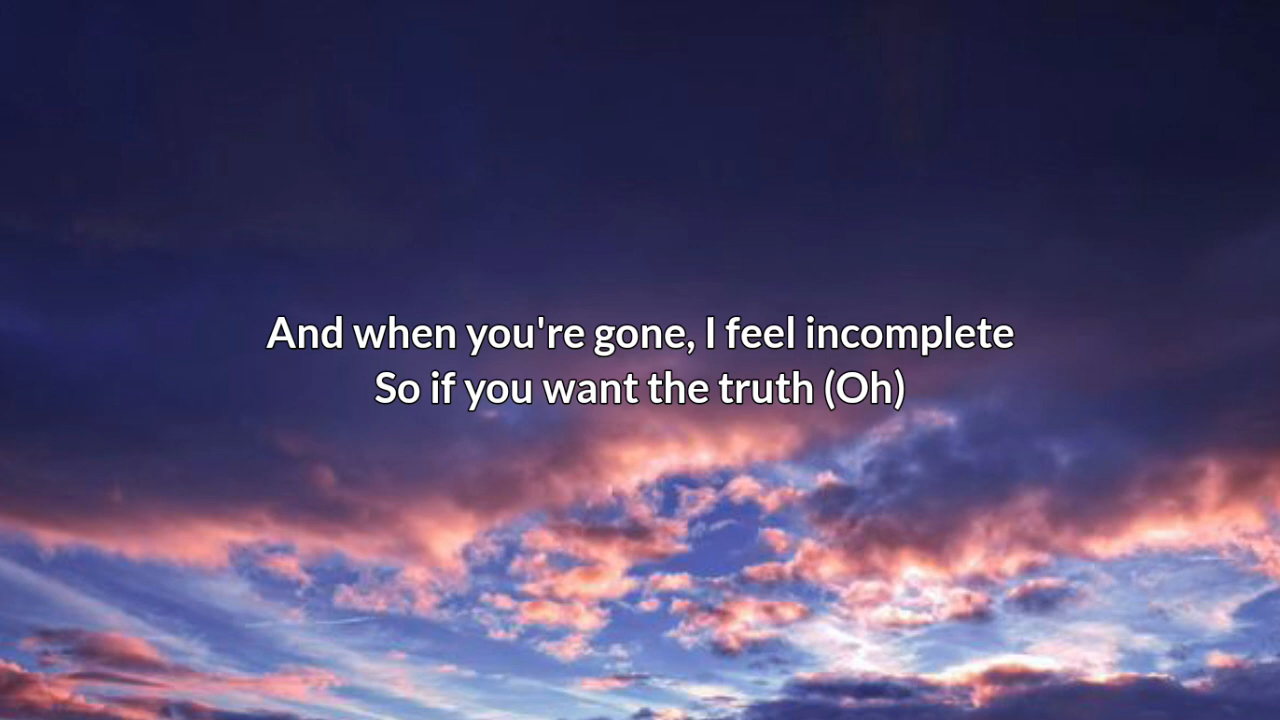 And when you're gone, I feel incomplete
So if you want the truth (Oh)